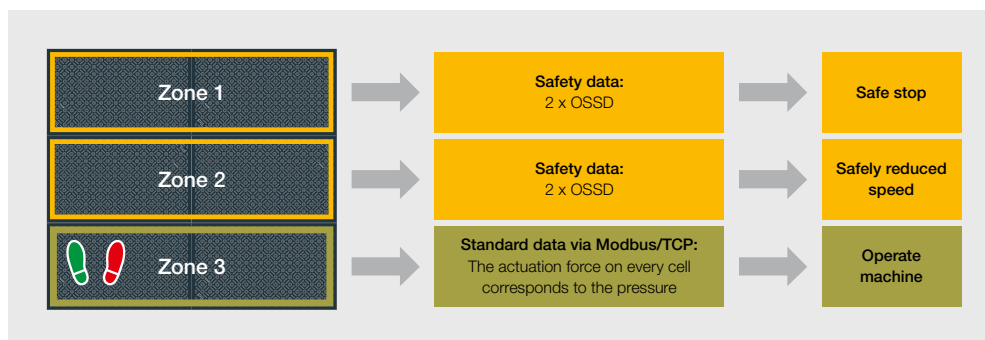 Zone 1
Safety data:
2 x OSSD
Safe stop
Zone 2
Safety data:
2 x OSSD
Safely reduced
speed
Zone 3
Standard data via Modbus/TCP:
The actuation force on every cell
corresponds to the pressure
Operate
machine